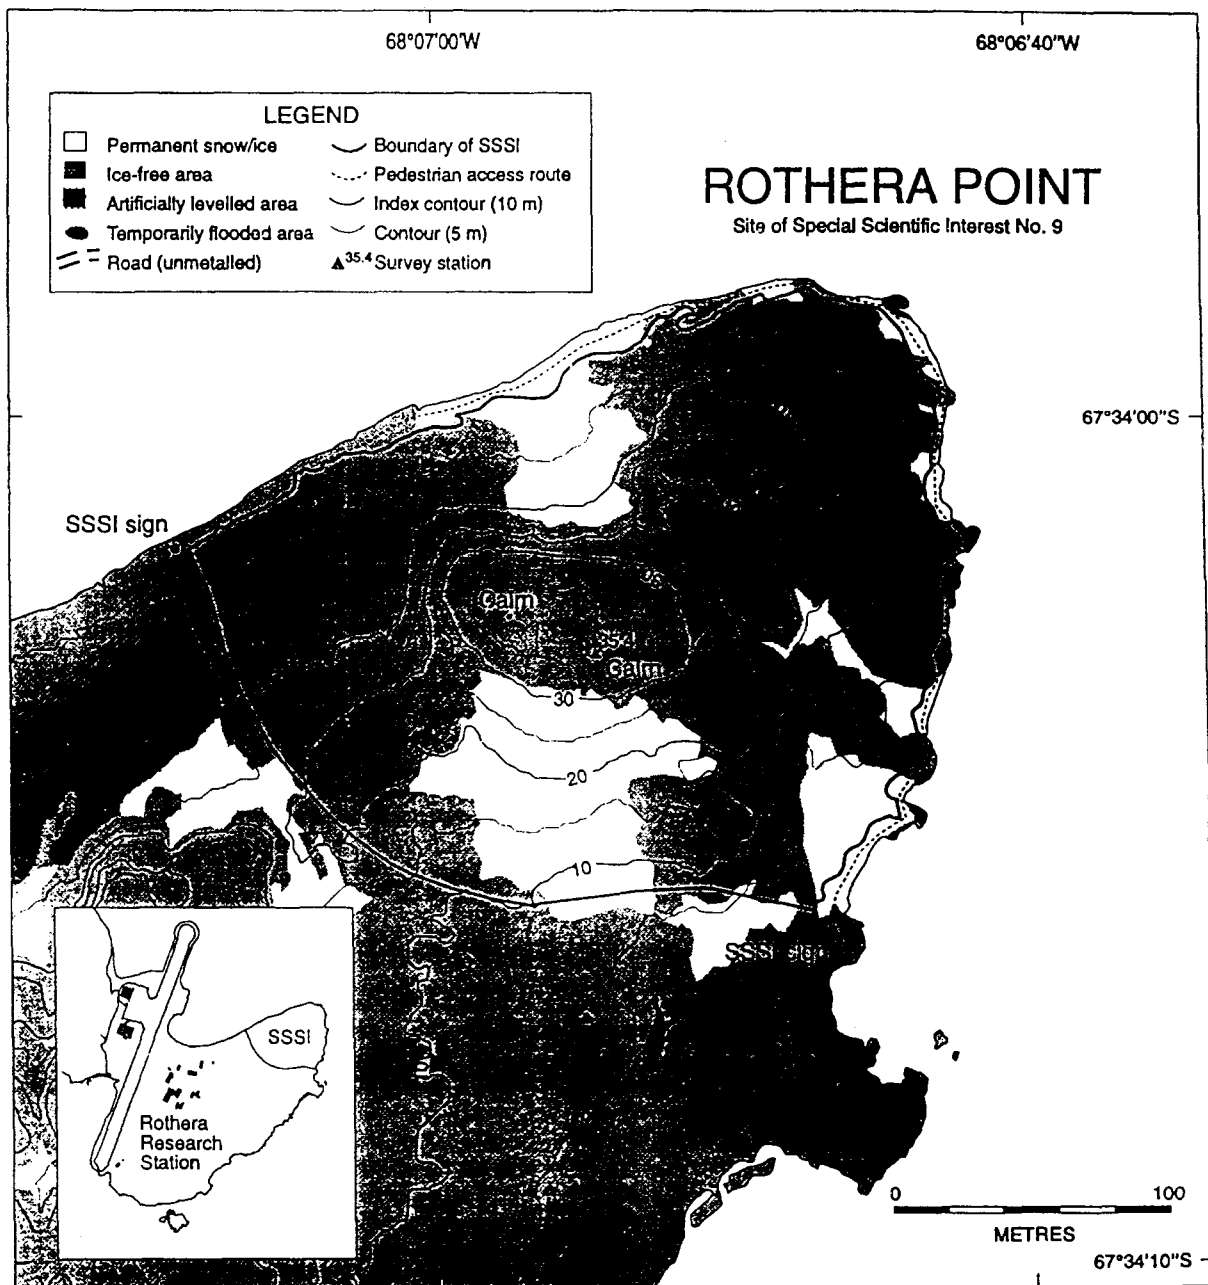 68°07'00"W
68°06'40"W
LEGEND
Permanent snow/ice
Ice-free area
Artificially levelled area
Temporarily flooded area
Road (unmetalled)
Boundary of SSSI
Pedestrian access route
Index contour (10 m)
Contour (5 m)
35.4 Survey station
ROTHERA POINT
Site of Special Scientific Interest No. 9
67°34'00"S
SSSI sign
Cairn
35.4
Cairn
30
20
10
SSSI sign
SSSI
Rothera
Research
Station
0 100
METRES
67°34'10"S